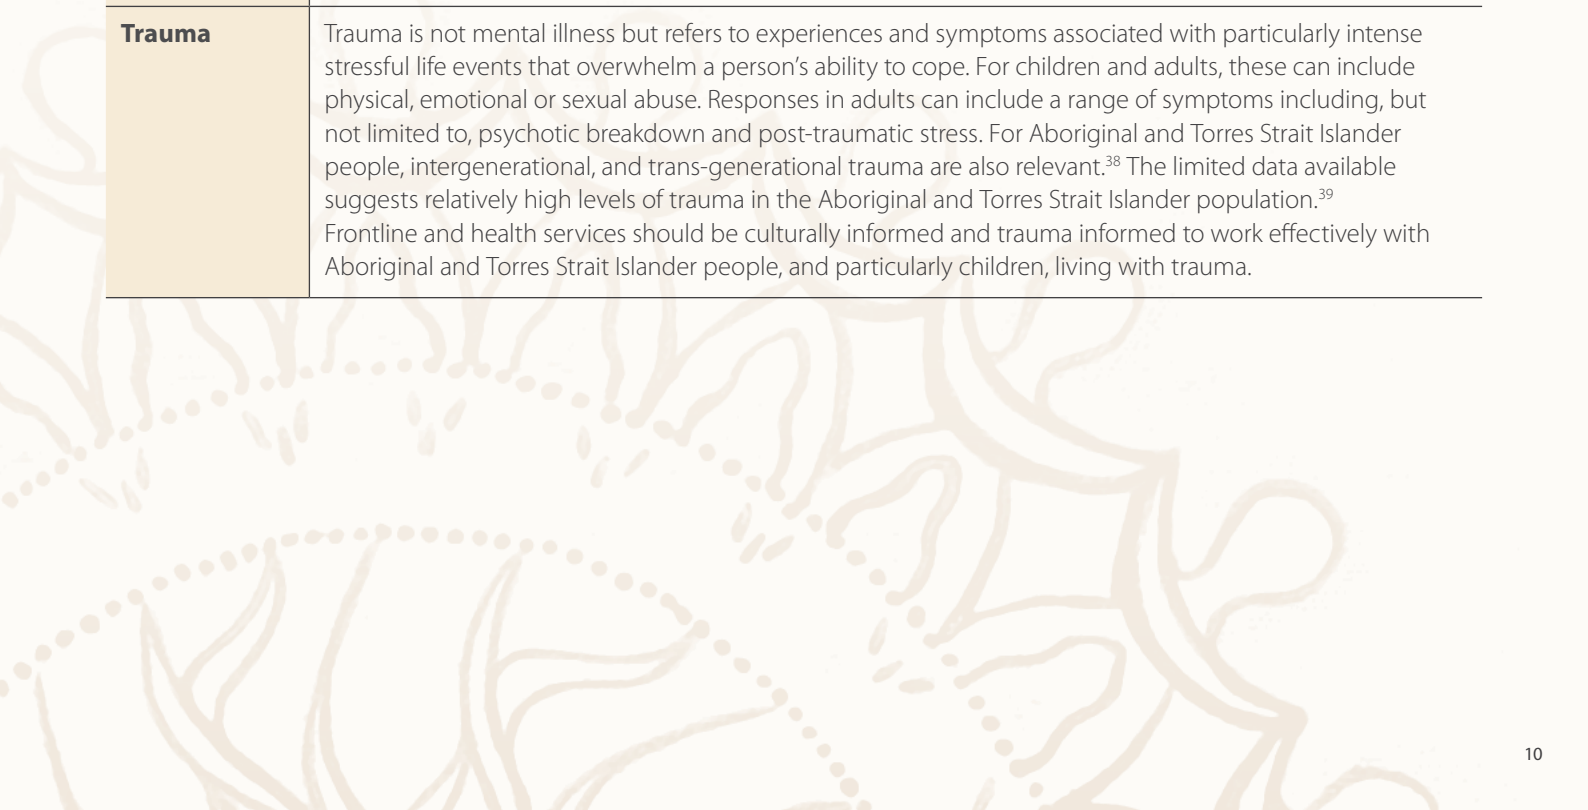 Trauma
Trauma is not mental illness but refers to experiences and symptoms associated with particularly intense
stressful life events that overwhelm a person’s ability to cope. For children and adults, these can include
physical, emotional or sexual abuse. Responses in adults can include a range of symptoms including, but
not limited to, psychotic breakdown and post-traumatic stress. For Aboriginal and Torres Strait Islander
people, intergenerational, and trans-generational trauma are also relevant.38 The limited data available
suggests relatively high levels of trauma in the Aboriginal and Torres Strait Islander population.39
Frontline and health services should be culturally informed and trauma informed to work effectively with
Aboriginal and Torres Strait Islander people, and particularly children, living with trauma.
10